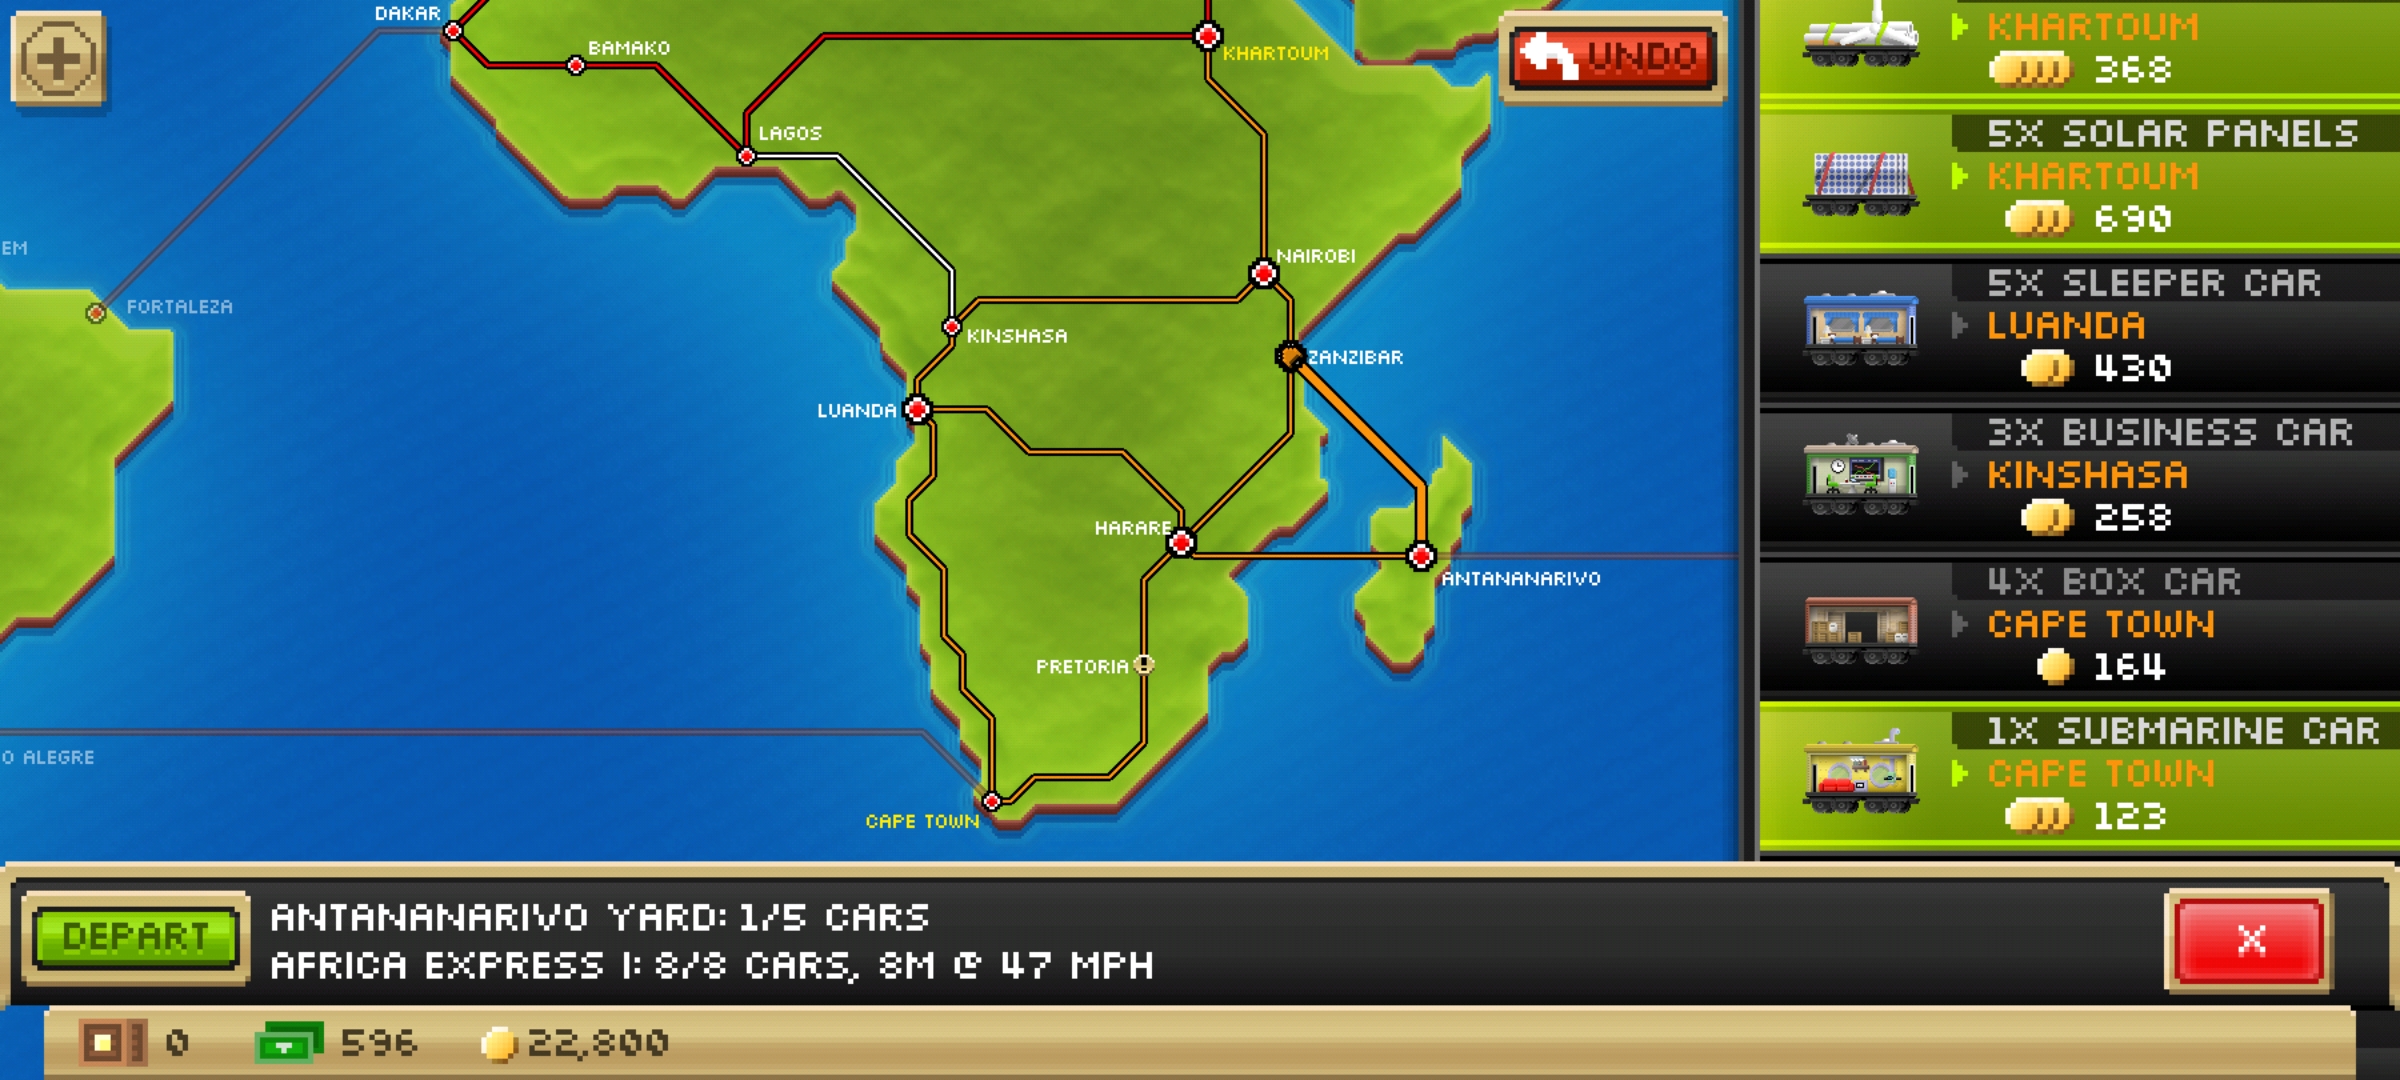 DAKAR
BAMAKO
LAGOS
KHARTOUM
UNDO
EM
FORTALEZA
NAIROBI
KINSHASA
ZANZIBAR
LUANDA
HARARE
ANTANANARIVO
PRETORIA
O ALEGRE
CAPE TOWN
KHARTOUM
368
5X SOLAR PANELS
KHARTOUM
690
5X SLEEPER CAR
LUANDA
430
3X BUSINESS CAR
KINSHASA
258
4X BOX CAR
CAPE TOWN
164
1X SUBMARINE CAR
CAPE TOWN
123
DEPART
ANTANANARIVO YARD: 1/5 CARS
AFRICA EXPRESS I: 8/8 CARS, 8M @ 47 MPH
X
0
596
22,800